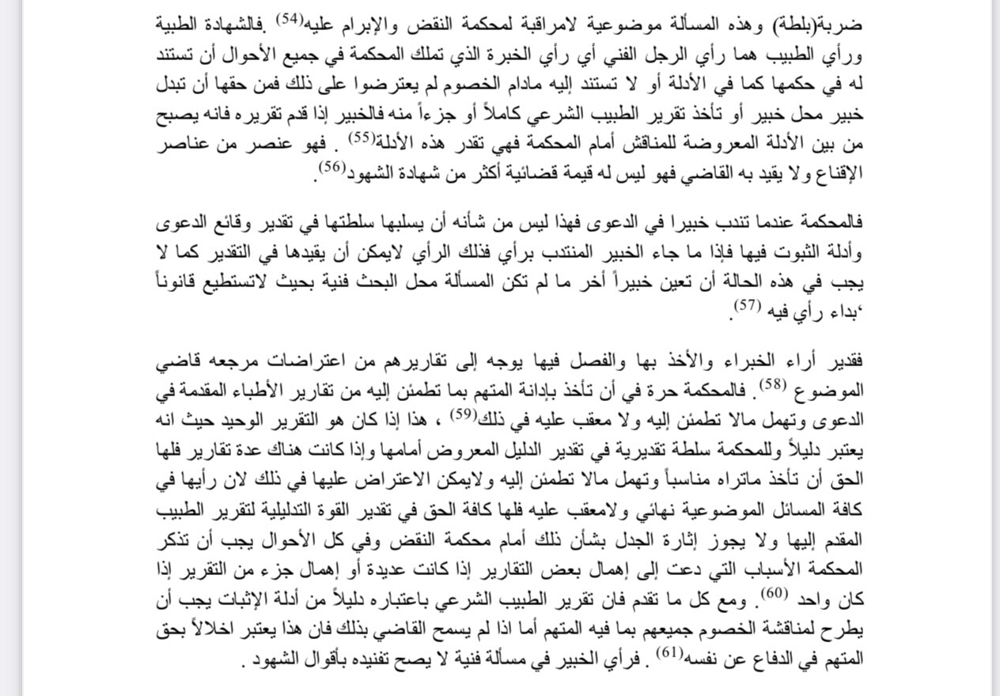 ضربة(بلطة) وهذه المسألة موضوعية لامراقبة لمحكمة النقض والإبرام عليه(54) .فالشهادة الطبية
ورأي الطبيب هما رأي الرجل الفني أي رأي الخبرة الذي تملك المحكمة في جميع الأحوال أن تستند
له في حكمها كما في الأدلة أو لا تستند إليه مادام الخصوم لم يعترضوا على ذلك فمن حقها أن تبدل
خبير محل خبير أو تأخذ تقرير الطبيب الشرعي كاملاً أو جزءاً منه فالخبير إذا قدم تقريره فانه يصبح
من بين الأدلة المعروضة للمناقش أمام المحكمة فهي تقدر هذه الأدلة(55) . فهو عنصر من عناصر
الإقناع ولا يقيد به القاضي فهو ليس له قيمة قضائية أكثر من شهادة الشهود(56).
فالمحكمة عندما تندب خبيرا في الدعوى فهذا ليس من شأنه أن يسلبها سلطتها في تقدير وقائع الدعوى
وأدلة الثبوت فيها فإذا ما جاء الخبير المنتدب برأي فذلك الرأي لايمكن أن يقيدها في التقدير كما لا
يجب في هذه الحالة أن تعين خبيراً أخر ما لم تكن المسألة محل البحث فنية بحيث لاتستطيع قانوناً
‘بداء رأي فيه (57).
فقدير أراء الخبراء والأخذ بها والفصل فيها يوجه إلى تقاريرهم من اعتراضات مرجعه قاضي
الموضوع (58). فالمحكمة حرة في أن تأخذ بإدانة المتهم بما تطمئن إليه من تقارير الأطباء المقدمة في
الدعوى وتهمل مالا تطمئن إليه ولا معقب عليه في ذلك(59) ، هذا إذا كان هو التقرير الوحيد حيث انه
يعتبر دليلاً وللمحكمة سلطة تقديرية في تقدير الدليل المعروض أمامها وإذا كانت هناك عدة تقارير فلها
الحق أن تأخذ ماتراه مناسباً وتهمل مالا تطمئن إليه ولايمكن الاعتراض عليها في ذلك لان رأيها في
كافة المسائل الموضوعية نهائي ولامعقب عليه فلها كافة الحق في تقدير القوة التدليلية لتقرير الطبيب
المقدم إليها ولا يجوز إثارة الجدل بشأن ذلك أمام محكمة النقض وفي كل الأحوال يجب أن تذكر
المحكمة الأسباب التي دعت إلى إهمال بعض التقارير إذا كانت عديدة أو إهمال جزء من التقرير إذا
كان واحد (60). ومع كل ما تقدم فان تقرير الطبيب الشرعي باعتباره دليلاً من أدلة الإثبات يجب أن
يطرح لمناقشة الخصوم جميعهم بما فيه المتهم أما اذا لم يسمح القاضي بذلك فان هذا يعتبر اخلالاً بحق
المتهم في الدفاع عن نفسه(61) . فرأي الخبير في مسألة فنية لا يصح تفنيده بأقوال الشهود .